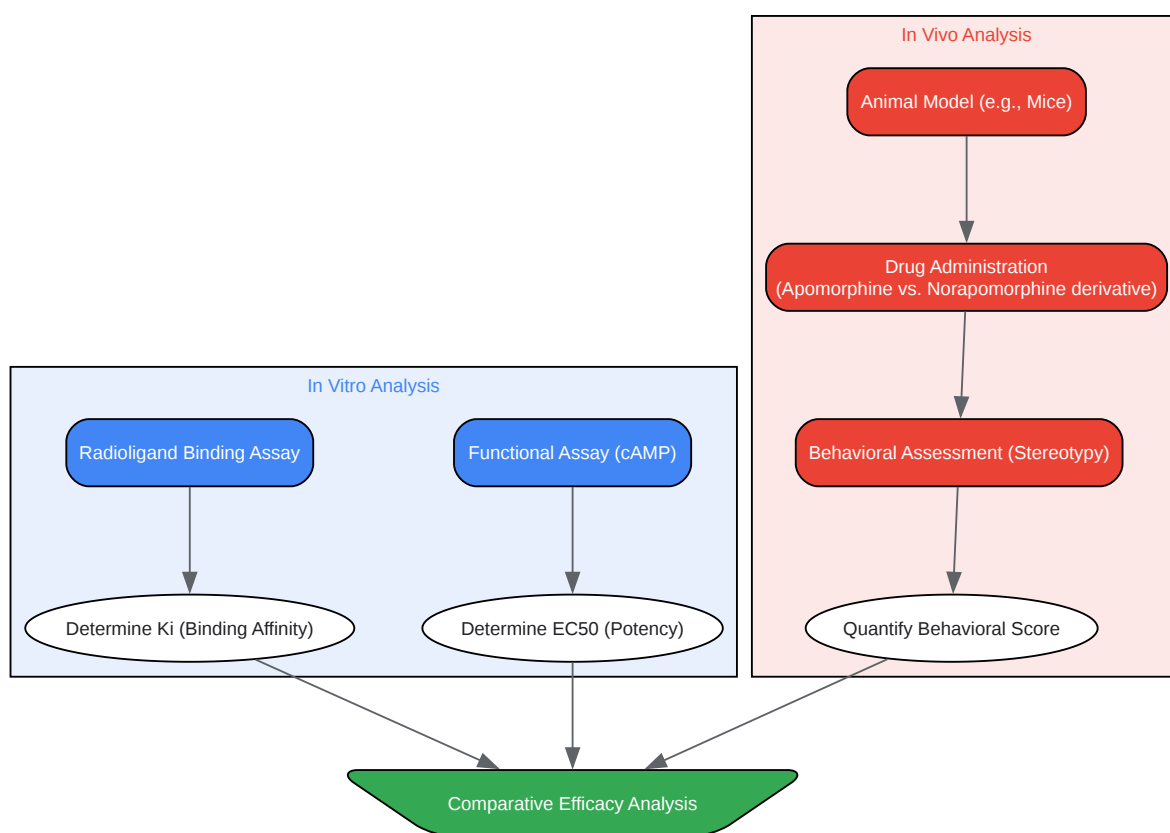 In Vivo Analysis
Animal Model (e.g., Mice)
Drug Administration
(Apomorphine vs. Norapomorphine derivative)
In Vitro Analysis
Radioligand Binding Assay
Functional Assay (cAMP)
Behavioral Assessment (Stereotypy)
Determine Ki (Binding Affinity)
Determine EC50 (Potency)
Quantify Behavioral Score
Comparative Efficacy Analysis